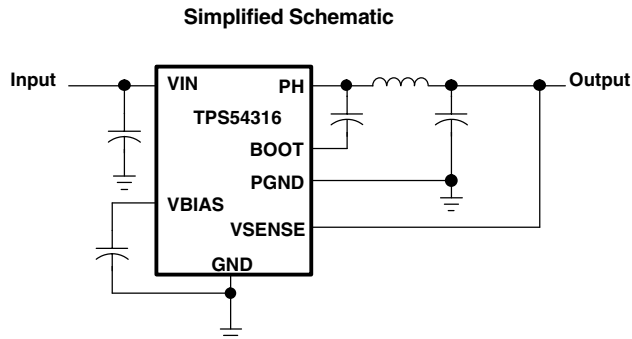 Simplified Schematic
Input
VIN
PH
Output
TPS54316
BOOT
PGND
VBIAS
VSENSE
GND